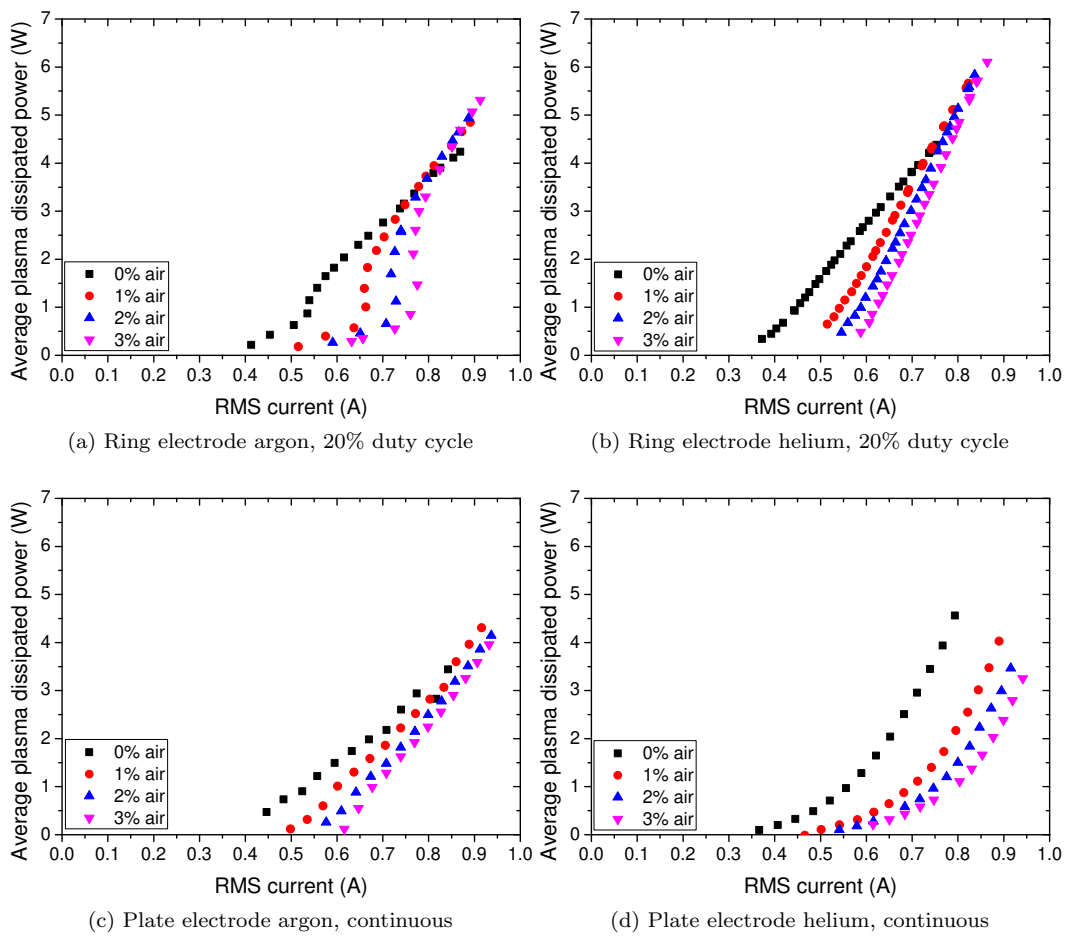 Average plasma dissipated power (W)
7
6
5
4
3
2
1
0
0% air
1% air
2% air
3% air
0.0 0.1 0.2 0.3 0.4 0.5 0.6 0.7 0.8 0.9 1.0
RMS current (A)
(a) Ring electrode argon, 20% duty cycle
Average plasma dissipated power (W)
7
6
5
4
3
2
1
0
0% air
1% air
2% air
3% air
0.0 0.1 0.2 0.3 0.4 0.5 0.6 0.7 0.8 0.9 1.0
RMS current (A)
(b) Ring electrode helium, 20% duty cycle
Average plasma dissipated power (W)
7
6
5
4
3
2
1
0
0% air
1% air
2% air
3% air
0.0 0.1 0.2 0.3 0.4 0.5 0.6 0.7 0.8 0.9 1.0
RMS current (A)
(c) Plate electrode argon, continuous
Average plasma dissipated power (W)
7
6
5
4
3
2
1
0
0% air
1% air
2% air
3% air
0.0 0.1 0.2 0.3 0.4 0.5 0.6 0.7 0.8 0.9 1.0
RMS current (A)
(d) Plate electrode helium, continuous